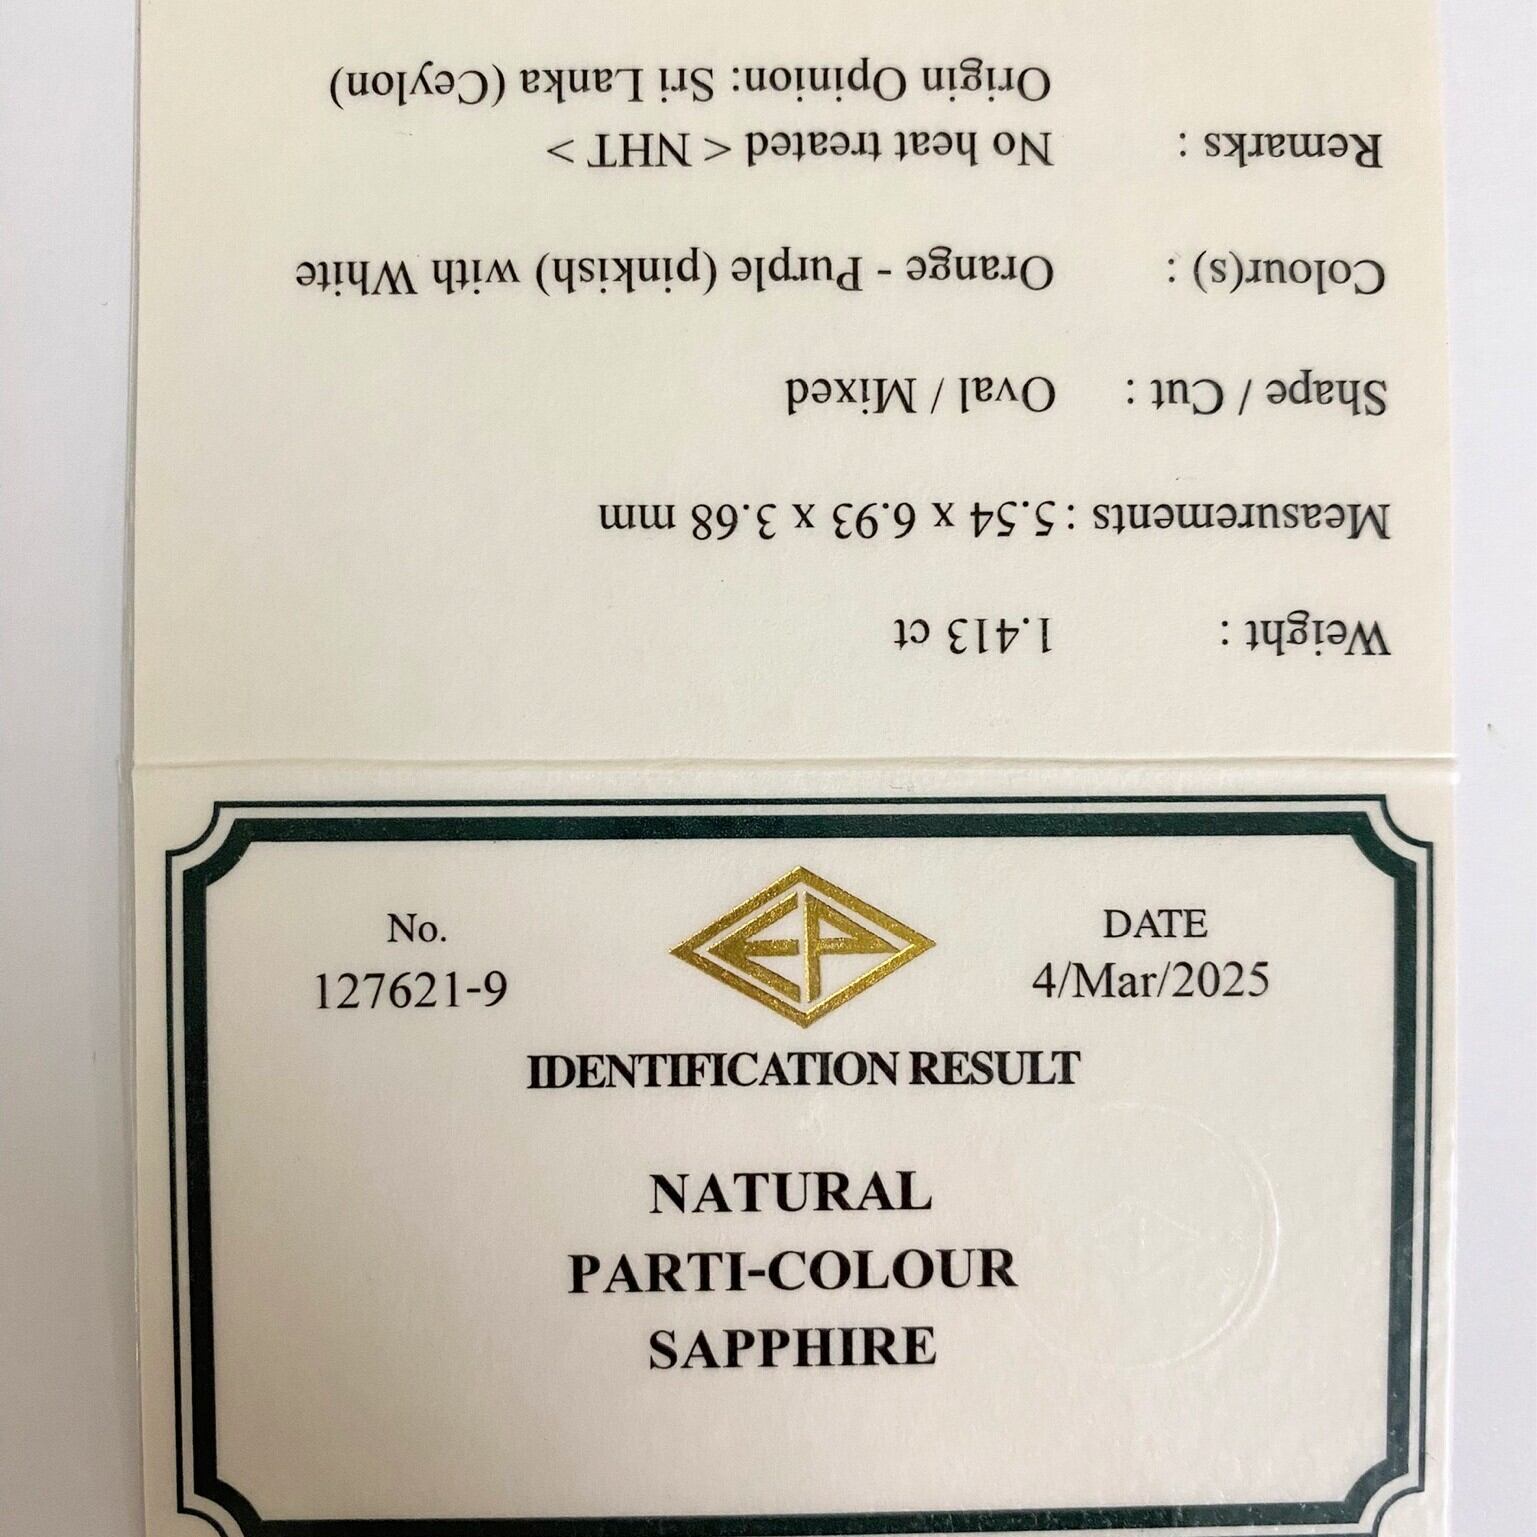 No.
127621-9
EP
DATE
4/Mar/2025
IDENTIFICATION RESULT
NATURAL
PARTI-COLOUR
SAPPHIRE
Weight : 1.413 ct
Measurements : 5.54 x 6.93 x 3.68 mm
Shape / Cut : Oval / Mixed
Colour(s) : Orange - Purple (pinkish) with White
Remarks : No heat treated < NHT >
Origin Opinion: Sri Lanka (Ceylon)